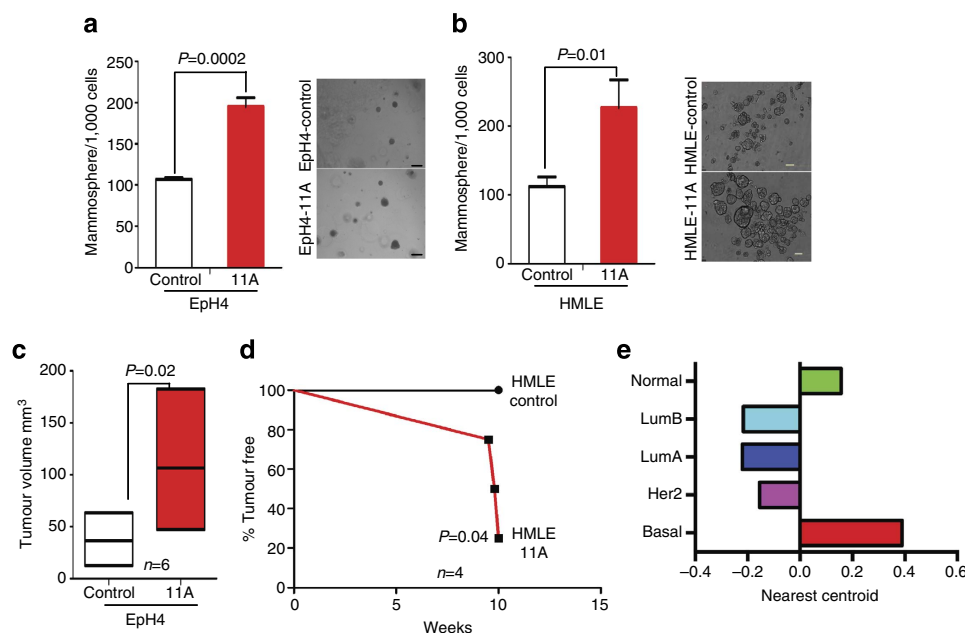 a
P=0.0002
250
200
150
100
50
0
Mammosphere/1,000 cells
Control
11A
EpH4
EpH4-control
EpH4-11A
b
P=0.01
300
200
100
0
Mammosphere/1,000 cells
Control
11A
HMLE
HMLE-control
HMLE-11A
c
P=0.02
200
150
100
50
0
Tumour volume mm³
n=6
Control
11A
EpH4
d
100
80
60
40
20
0
% Tumour free
HMLE
control
P=0.04
HMLE
11A
n=4
0
5
10
15
Weeks
e
Normal
LumB
LumA
Her2
Basal
–0.4
–0.2
0.0
0.2
0.4
0.6
Nearest centroid